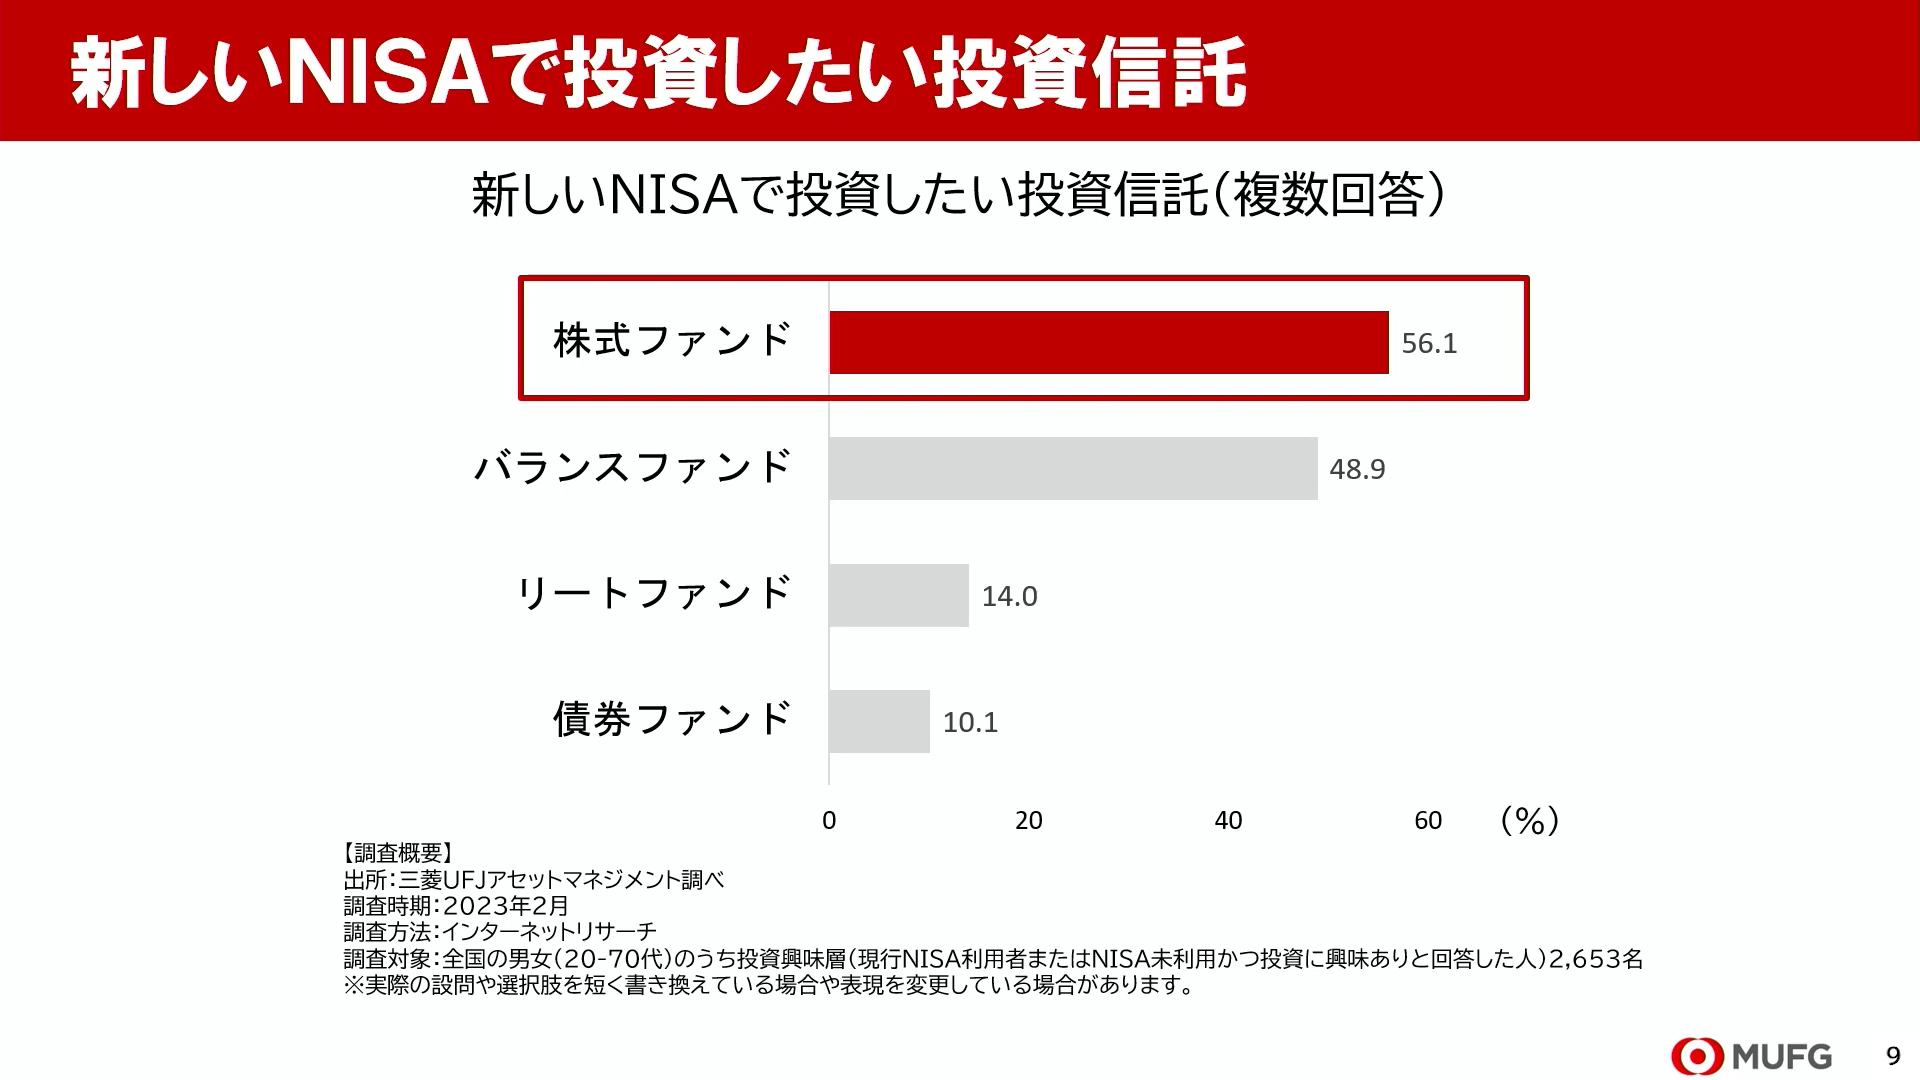 新しいNISAで投資したい投資信託
新しいNISAで投資したい投資信託(複数回答)
株式ファンド 56.1
バランスファンド 48.9
リートファンド 14.0
債券ファンド 10.1
0 20 40 60 (%)
【調査概要】
出所:三菱UFJアセットマネジメント調べ
調査時期:2023年2月
調査方法:インターネットリサーチ
調査対象:全国の男女(20-70代)のうち投資興味層(現行NISA利用者またはNISA未利用かつ投資に興味ありと回答した人)2,653名
※実際の設問や選択肢を短く書き換えている場合や表現を変更している場合があります。
MUFG 9